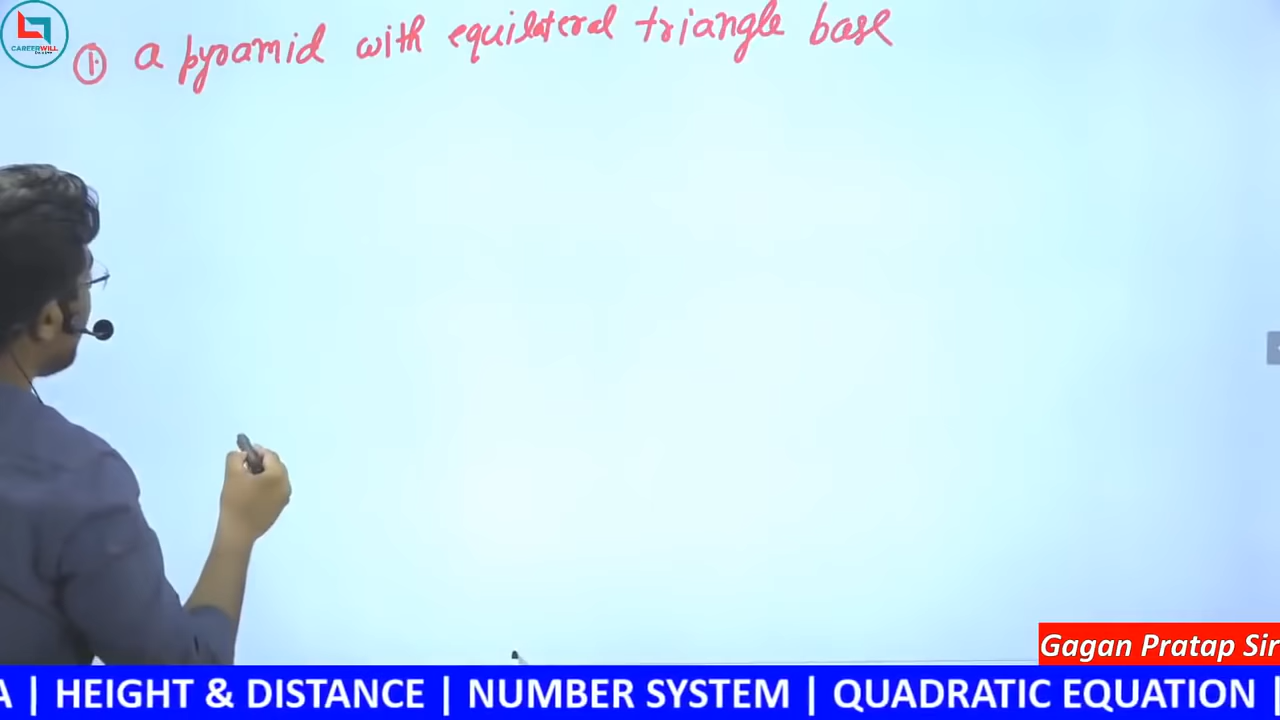 CAREERWILL
① a pyramid with equilateral triangle base
Gagan Pratap Sir
A | HEIGHT & DISTANCE | NUMBER SYSTEM | QUADRATIC EQUATION |